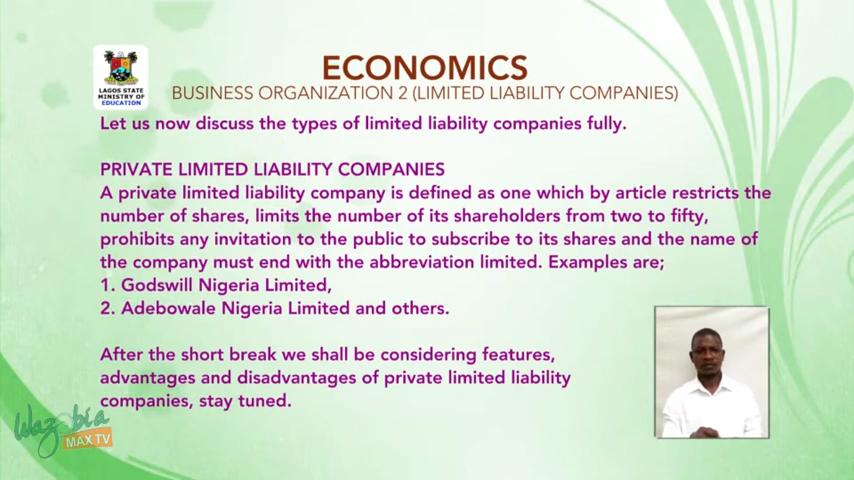 ECONOMICS
LAGOS STATE
MINISTRY OF
EDUCATION
BUSINESS ORGANIZATION 2 (LIMITED LIABILITY COMPANIES)
Let us now discuss the types of limited liability companies fully.
PRIVATE LIMITED LIABILITY COMPANIES
A private limited liability company is defined as one which by article restricts the
number of shares, limits the number of its shareholders from two to fifty,
prohibits any invitation to the public to subscribe to its shares and the name of
the company must end with the abbreviation limited. Examples are;
1. Godswill Nigeria Limited,
2. Adebowale Nigeria Limited and others.
After the short break we shall be considering features,
advantages and disadvantages of private limited liability
companies, stay tuned.
Wazobia
MAX TV